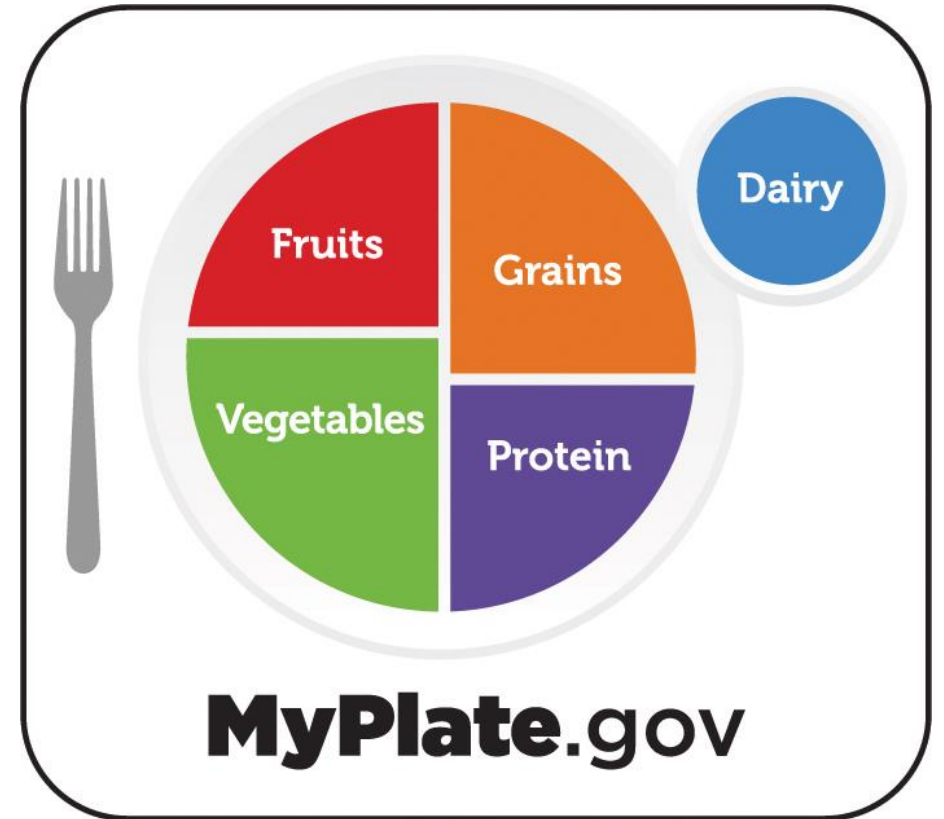 Fruits
Grains
Dairy
Vegetables
Protein
MyPlate.gov